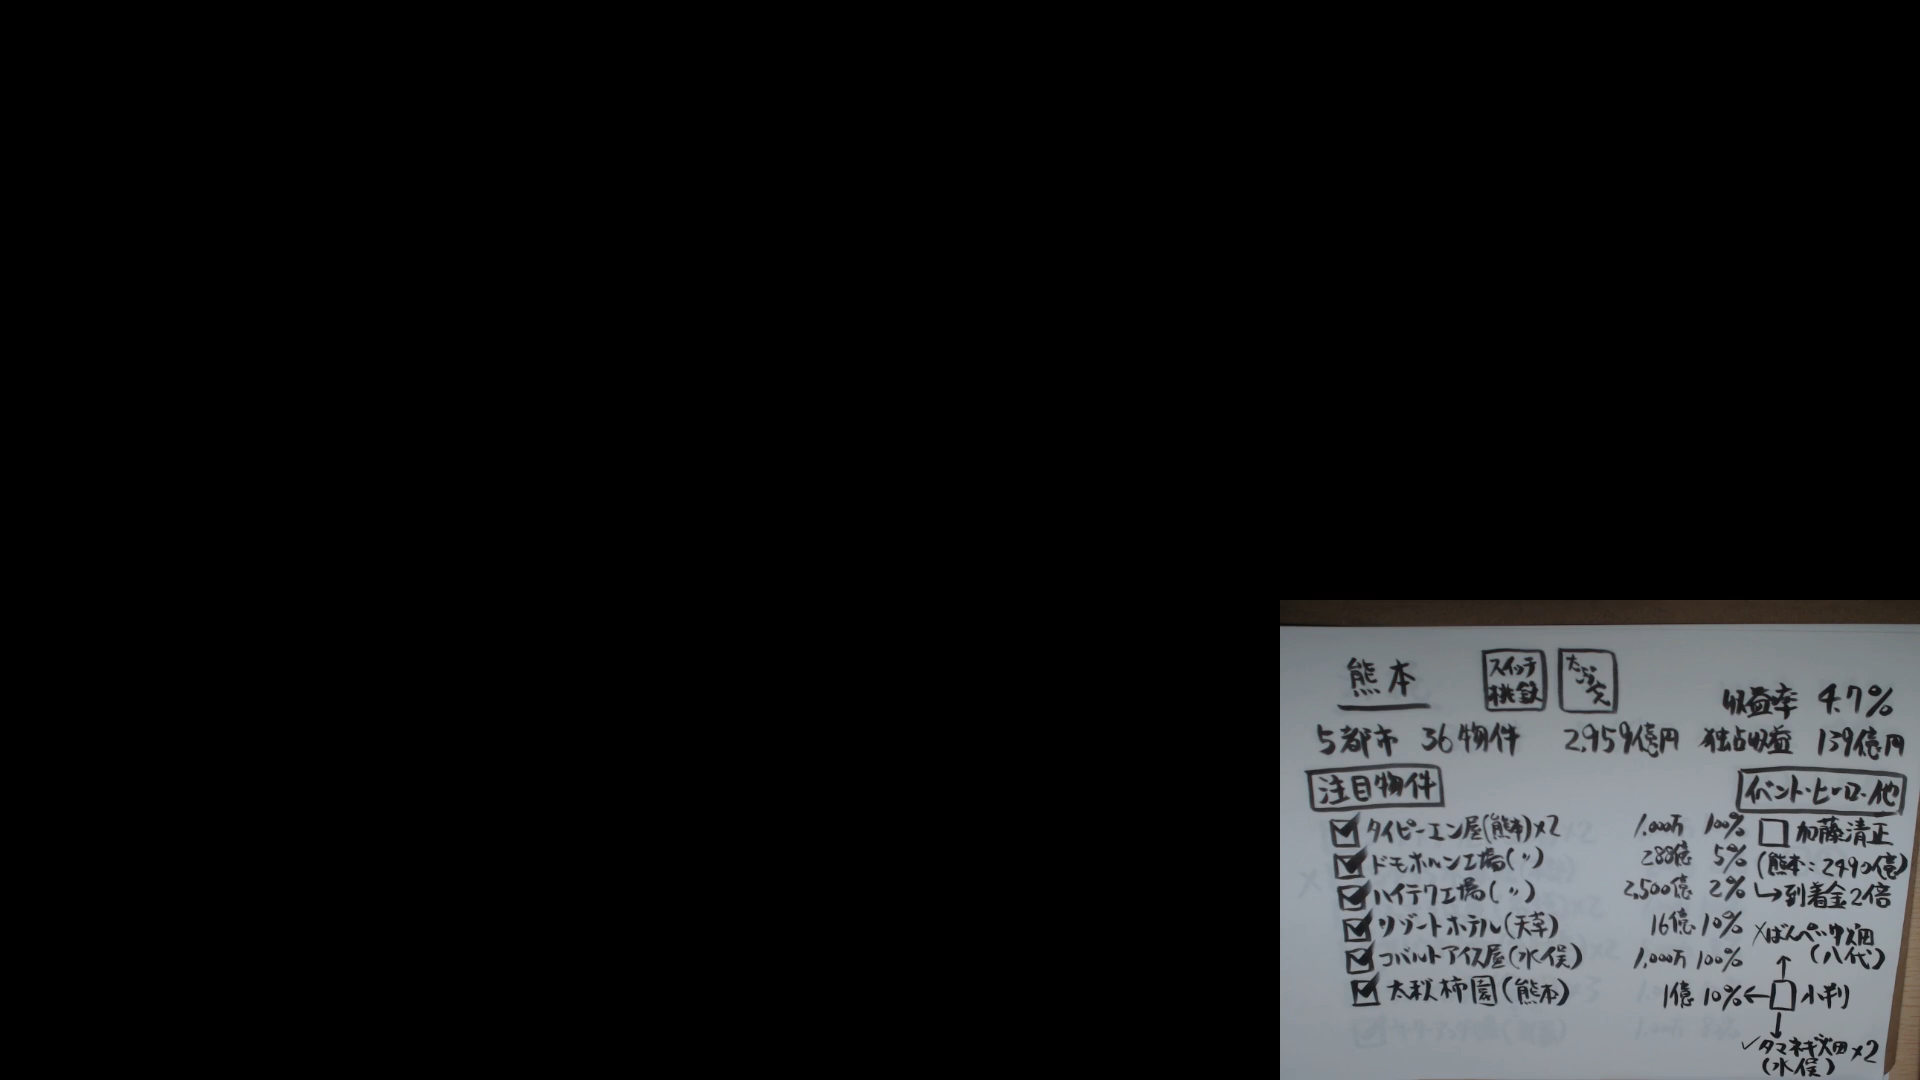 熊本 スイッチ桃鉄 たいら宅
収益率 4.7%
5都市 36物件 2,959億円 独占収益 139億円
注目物件 イベント・ヒーロー他
☑ タイピーエン屋(熊本)×2 1,000万 100%
☑ ドモホルン工場(〃) 288億 5%
☑ ハイテク工場(〃) 2,500億 2%
☑ リゾートホテル(天草) 16億 10%
☑ コバルトアイス屋(水俣) 1,000万 100%
☑ 太秋柿園(熊本) 1億 10%
□ 加藤清正
(熊本:2490億)
↳到着金2倍
×ばんぺいゆ畑
(八代)
↑
←□小判
↓
✓タマネギ畑×2
(水俣)